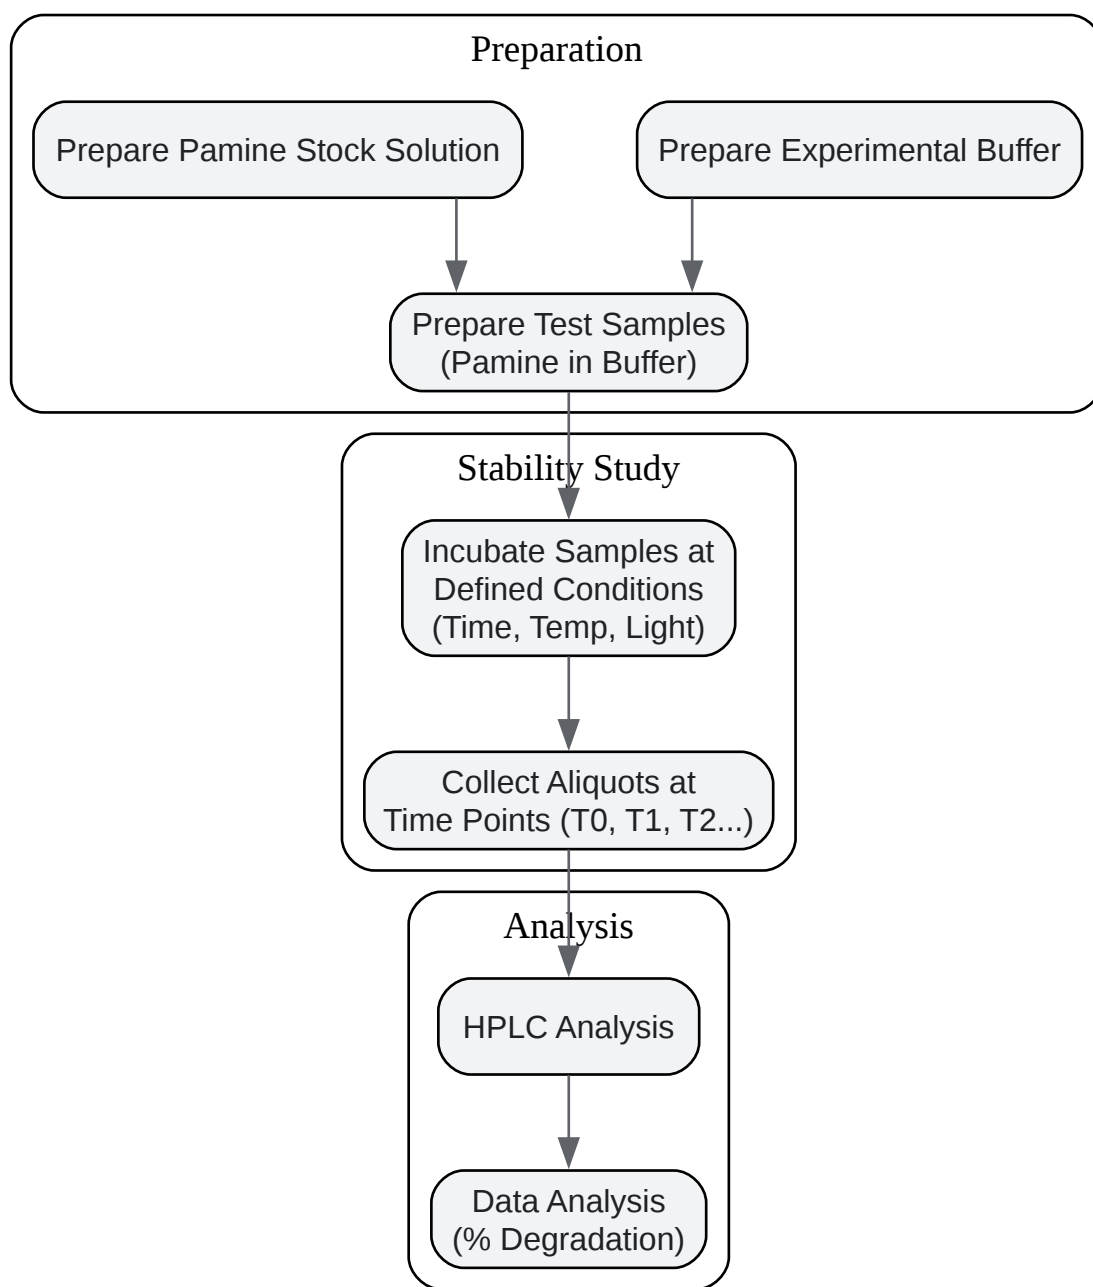 Preparation
Prepare Pamine Stock Solution
Prepare Experimental Buffer
Prepare Test Samples
(Pamine in Buffer)
Stability Study
Incubate Samples at
Defined Conditions
(Time, Temp, Light)
Collect Aliquots at
Time Points (T0, T1, T2...)
Analysis
HPLC Analysis
Data Analysis
(% Degradation)